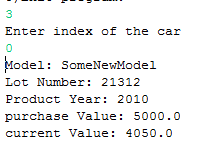 3
Enter index of the car
0
Model: SomeNewModel
Lot Number: 21312
Product Year: 2010
purchase Value: 5000.0
current Value: 4050.0